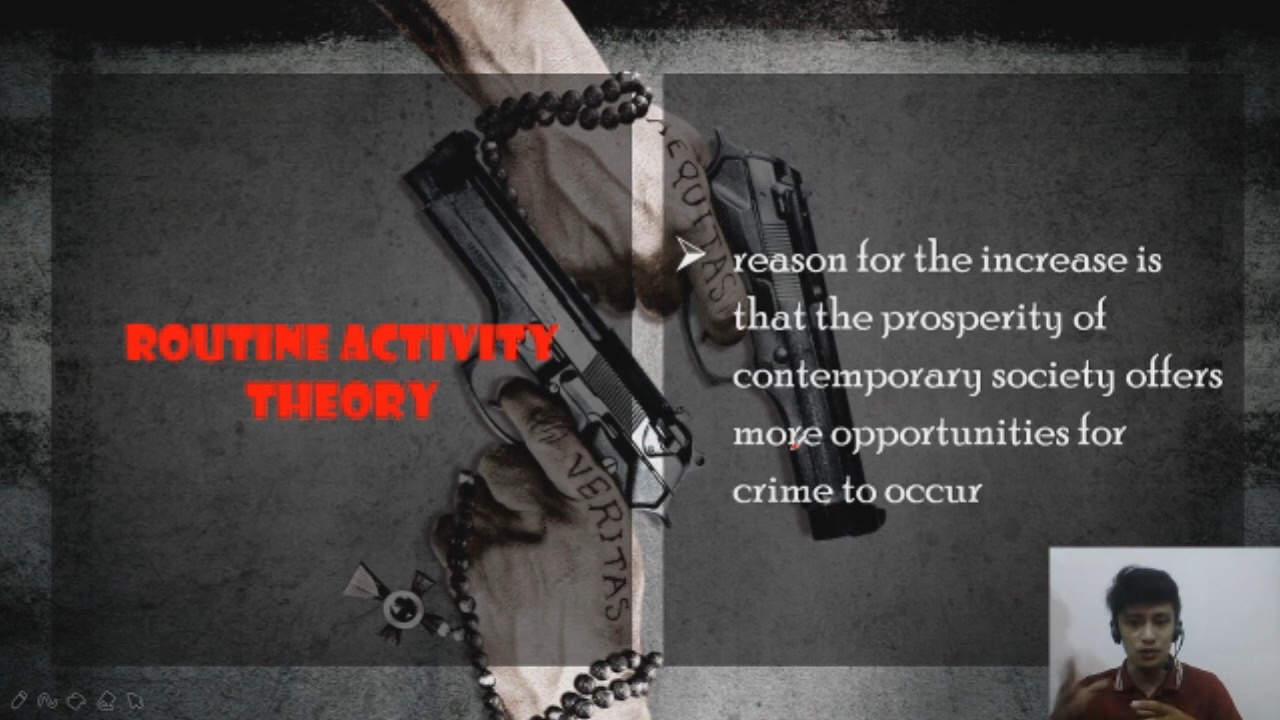 ROUTINE ACTIVITY
THEORY
reason for the increase is
that the prosperity of
contemporary society offers
more opportunities for
crime to occur
EQUITAS
VERITAS